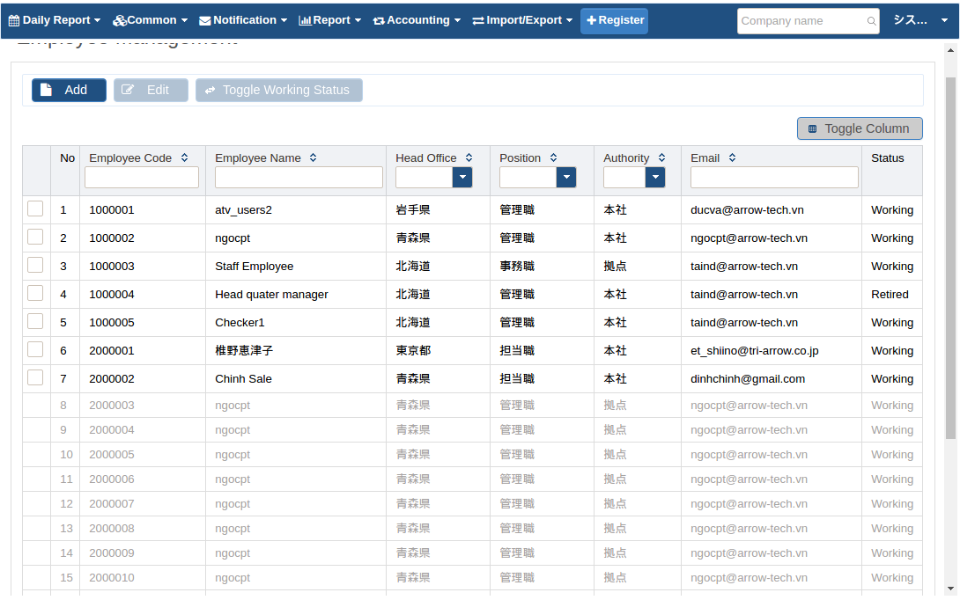 Daily Report Common Notification Report Accounting Import/Export Register Company name シス...
Employee Management
Add Edit Toggle Working Status
Toggle Column
No Employee Code Employee Name Head Office Position Authority Email Status
1 1000001 atv_users2 岩手県 管理職 本社 ducva@arrow-tech.vn Working
2 1000002 ngocpt 青森県 管理職 本社 ngocpt@arrow-tech.vn Working
3 1000003 Staff Employee 北海道 事務職 拠点 taind@arrow-tech.vn Working
4 1000004 Head quater manager 北海道 管理職 本社 taind@arrow-tech.vn Retired
5 1000005 Checker1 北海道 管理職 本社 taind@arrow-tech.vn Working
6 2000001 椎野恵津子 東京都 担当職 本社 et_shiino@tri-arrow.co.jp Working
7 2000002 Chinh Sale 青森県 担当職 本社 dinhchinh@gmail.com Working
8 2000003 ngocpt 青森県 管理職 拠点 ngocpt@arrow-tech.vn Working
9 2000004 ngocpt 青森県 管理職 拠点 ngocpt@arrow-tech.vn Working
10 2000005 ngocpt 青森県 管理職 拠点 ngocpt@arrow-tech.vn Working
11 2000006 ngocpt 青森県 管理職 拠点 ngocpt@arrow-tech.vn Working
12 2000007 ngocpt 青森県 管理職 拠点 ngocpt@arrow-tech.vn Working
13 2000008 ngocpt 青森県 管理職 拠点 ngocpt@arrow-tech.vn Working
14 2000009 ngocpt 青森県 管理職 拠点 ngocpt@arrow-tech.vn Working
15 2000010 ngocpt 青森県 管理職 拠点 ngocpt@arrow-tech.vn Working